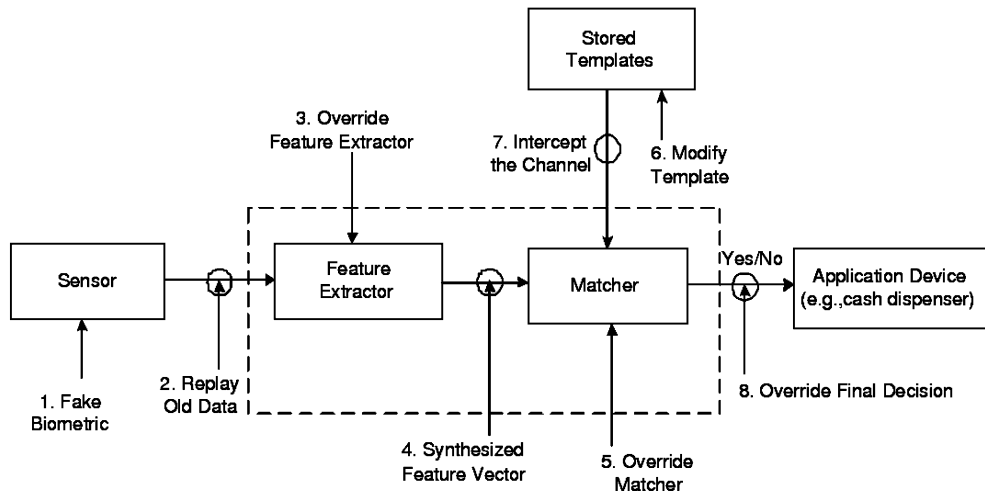 Stored
Templates
3. Override
Feature Extractor
7. Intercept
the Channel
6. Modify
Template
Sensor
Feature
Extractor
Matcher
Yes/No
Application Device
(e.g.,cash dispenser)
1. Fake
Biometric
2. Replay
Old Data
4. Synthesized
Feature Vector
5. Override
Matcher
8. Override Final Decision